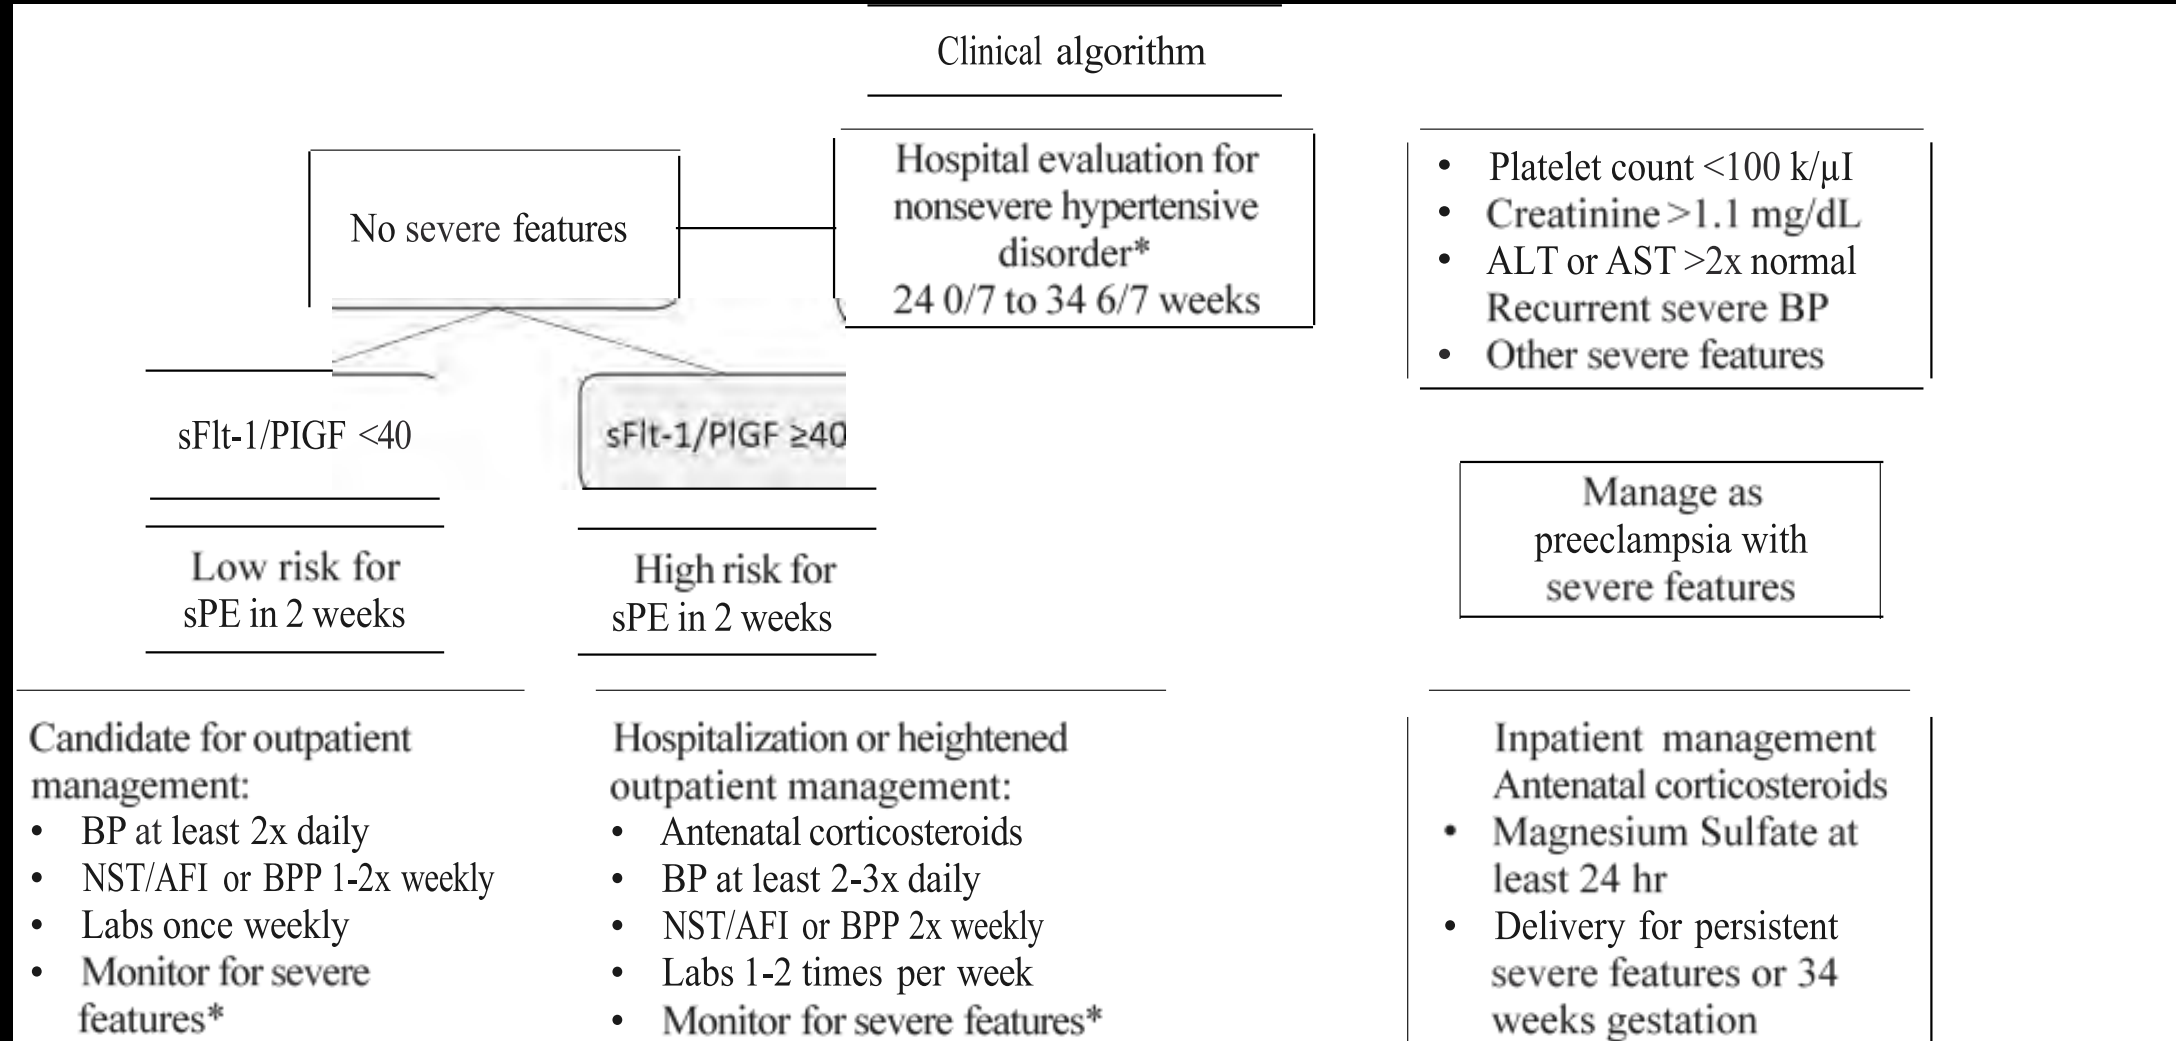 Clinical algorithm
No severe features
Hospital evaluation for
nonsevere hypertensive
disorder*
24 0/7 to 34 6/7 weeks
• Platelet count <100 k/µI
• Creatinine >1.1 mg/dL
• ALT or AST >2x normal
Recurrent severe BP
• Other severe features
sFlt-1/PIGF <40
sFlt-1/PlGF ≥40
Low risk for
sPE in 2 weeks
High risk for
sPE in 2 weeks
Manage as
preeclampsia with
severe features
Candidate for outpatient
management:
• BP at least 2x daily
• NST/AFI or BPP 1-2x weekly
• Labs once weekly
• Monitor for severe
features*
Hospitalization or heightened
outpatient management:
• Antenatal corticosteroids
• BP at least 2-3x daily
• NST/AFI or BPP 2x weekly
• Labs 1-2 times per week
• Monitor for severe features*
Inpatient management
Antenatal corticosteroids
• Magnesium Sulfate at
least 24 hr
• Delivery for persistent
severe features or 34
weeks gestation